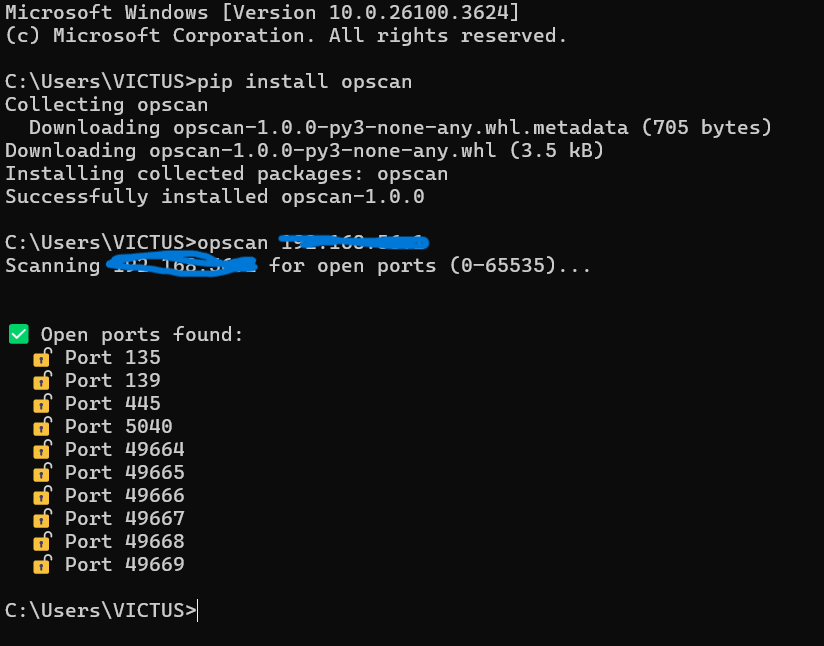 Microsoft Windows [Version 10.0.26100.3624]
(c) Microsoft Corporation. All rights reserved.
C:\Users\VICTUS>pip install opscan
Collecting opscan
Downloading opscan-1.0.0-py3-none-any.whl.metadata (705 bytes)
Downloading opscan-1.0.0-py3-none-any.whl (3.5 kB)
Installing collected packages: opscan
Successfully installed opscan-1.0.0
C:\Users\VICTUS>opscan
Scanning for open ports (0-65535)...
✅ Open ports found:
🔓 Port 135
🔓 Port 139
🔓 Port 445
🔓 Port 5040
🔓 Port 49664
🔓 Port 49665
🔓 Port 49666
🔓 Port 49667
🔓 Port 49668
🔓 Port 49669
C:\Users\VICTUS>